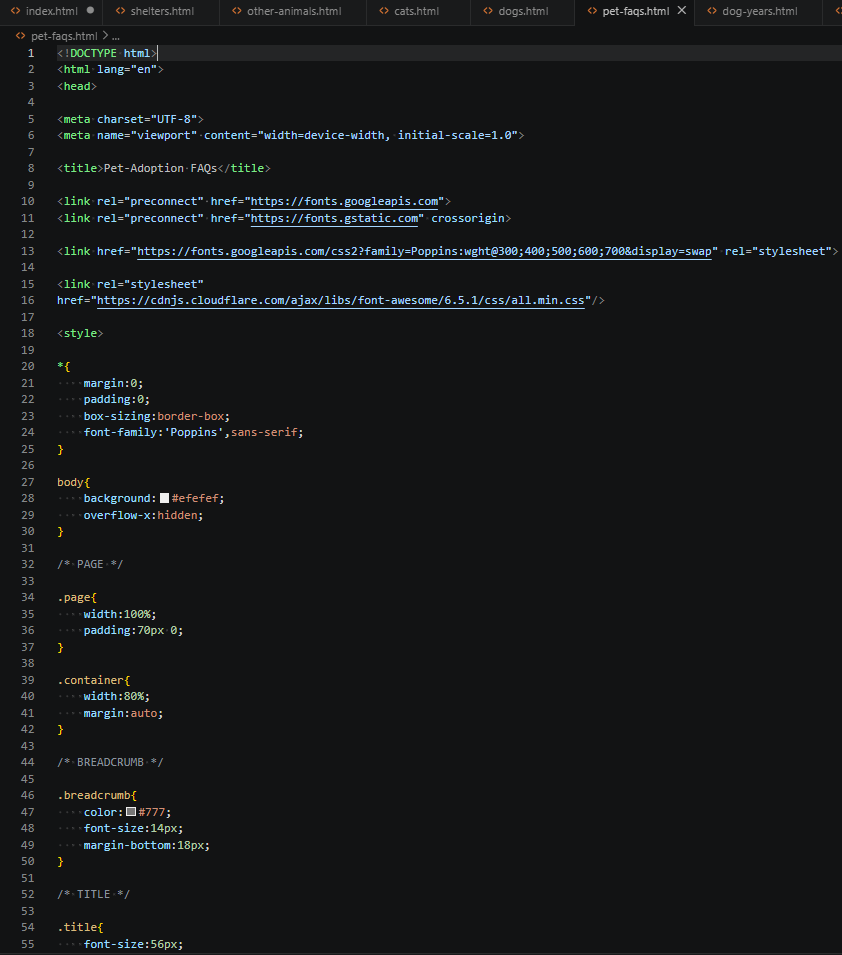 index.html
shelters.html
other-animals.html
cats.html
dogs.html
pet-faqs.html
dog-years.html
pet-faqs.html > ...
1 <!DOCTYPE html>
2 <html lang="en">
3 <head>
4
5 <meta charset="UTF-8">
6 <meta name="viewport" content="width=device-width, initial-scale=1.0">
7
8 <title>Pet-Adoption FAQs</title>
9
10 <link rel="preconnect" href="https://fonts.googleapis.com">
11 <link rel="preconnect" href="https://fonts.gstatic.com" crossorigin>
12
13 <link href="https://fonts.googleapis.com/css2?family=Poppins:wght@300;400;500;600;700&display=swap" rel="stylesheet">
14
15 <link rel="stylesheet"
16 href="https://cdnjs.cloudflare.com/ajax/libs/font-awesome/6.5.1/css/all.min.css"/>
17
18 <style>
19
20 *{
21     margin:0;
22     padding:0;
23     box-sizing:border-box;
24     font-family:'Poppins',sans-serif;
25 }
26
27 body{
28     background:#efefef;
29     overflow-x:hidden;
30 }
31
32 /* PAGE */
33
34 .page{
35     width:100%;
36     padding:70px 0;
37 }
38
39 .container{
40     width:80%;
41     margin:auto;
42 }
43
44 /* BREADCRUMB */
45
46 .breadcrumb{
47     color:#777;
48     font-size:14px;
49     margin-bottom:18px;
50 }
51
52 /* TITLE */
53
54 .title{
55     font-size:56px;